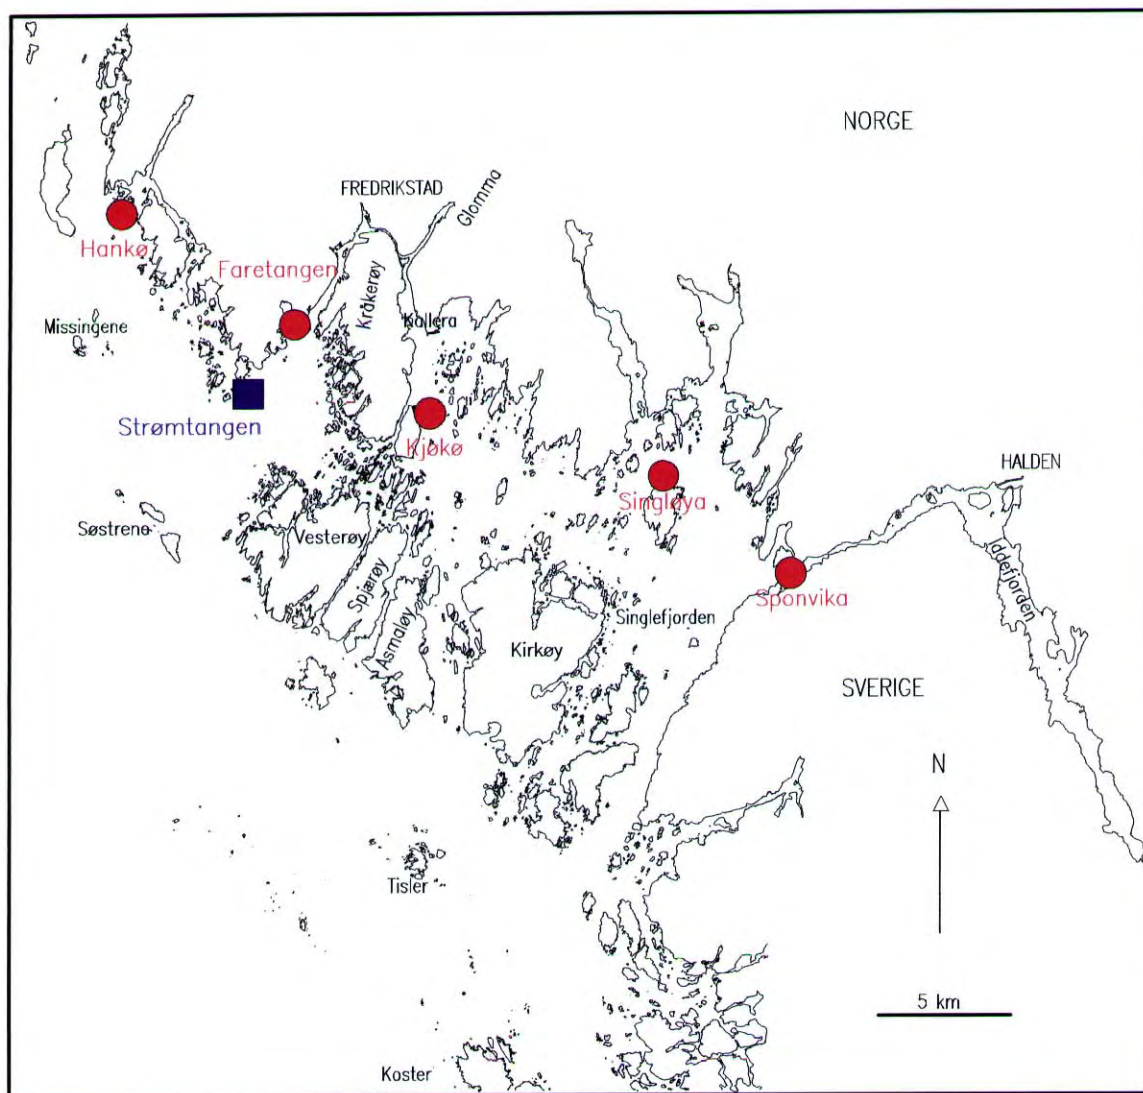 NORGE
FREDRIKSTAD
Glomma
Hankø
Faretangen
Kråkerøy
Missingene
Kallera
Strømtangen
Kjøkø
HALDEN
Singløya
Søstrene
Vesterøy
Iddefjorden
Spjærøy
Sponvika
Asmaløy
Singlefjorden
Kirkøy
SVERIGE
N
Tisler
5 km
Koster